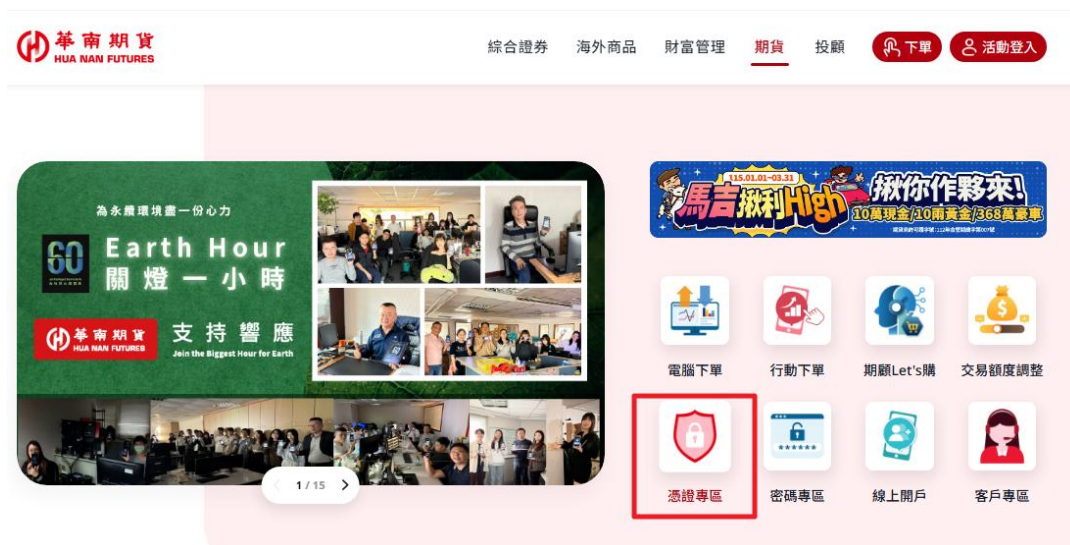 華南期貨
HUA NAN FUTURES
綜合證券
海外商品
財富管理
期貨
投顧
下單
活動登入
為永續環境盡一份心力
60
Earth Hour
關燈一小時
華南期貨
HUA NAN FUTURES
支持響應
Join the Biggest Hour for Earth
1 / 15
115.01.01-03.31
馬吉揪利High
揪你作夥來!
10萬現金/10兩黃金/368萬豪車
電腦下單
行動下單
期顧Let's購
交易額度調整
憑證專區
密碼專區
線上開戶
客戶專區